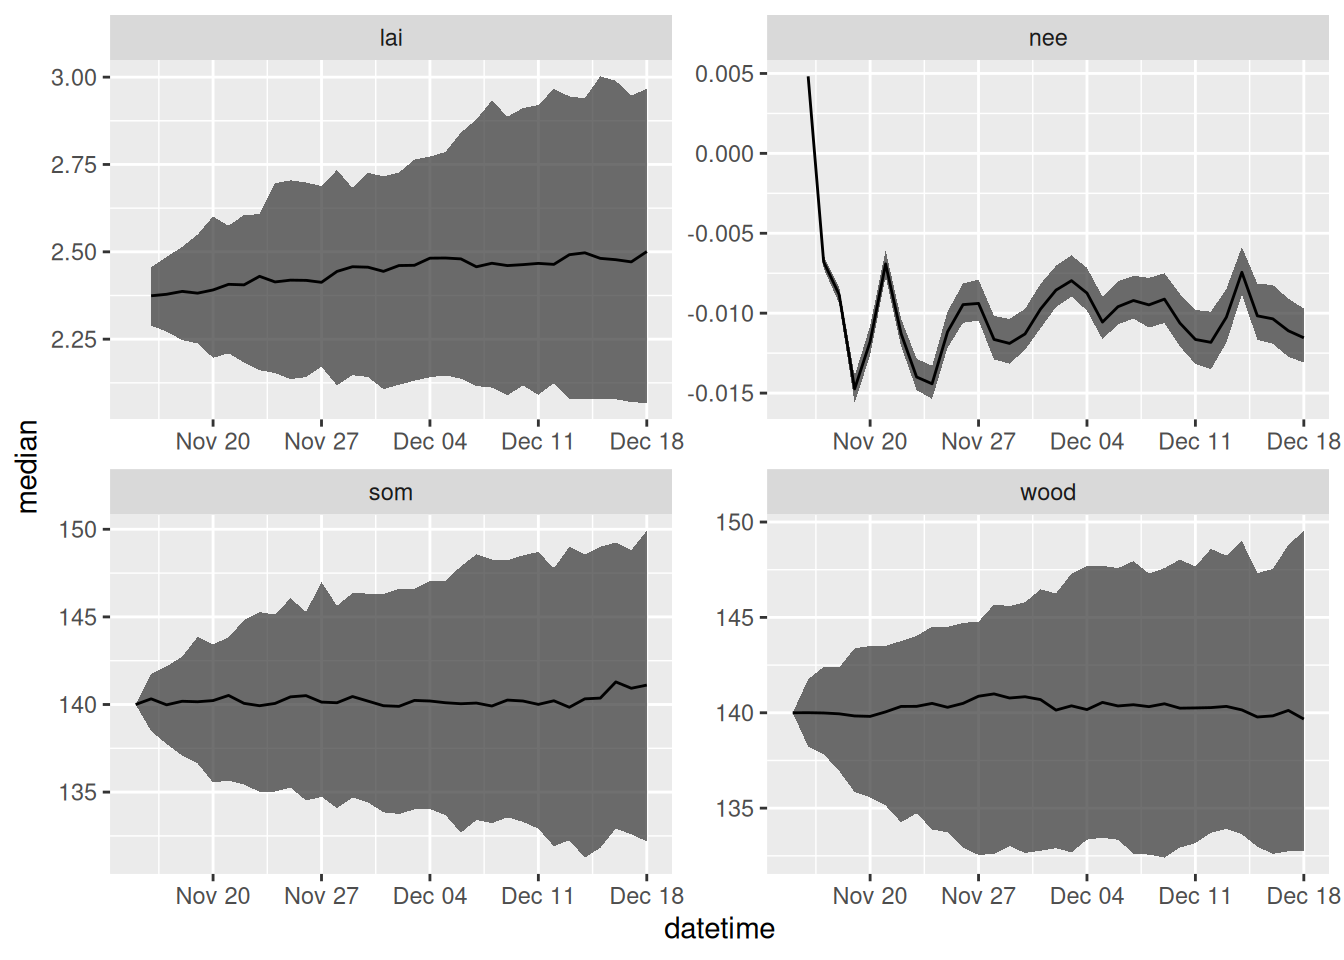 lai
nee
3.00
2.75
2.50
2.25
0.005
0.000
-0.005
-0.010
-0.015
Nov 20 Nov 27 Dec 04 Dec 11 Dec 18
Nov 20 Nov 27 Dec 04 Dec 11 Dec 18
median
som
wood
150
145
140
135
150
145
140
135
Nov 20 Nov 27 Dec 04 Dec 11 Dec 18
Nov 20 Nov 27 Dec 04 Dec 11 Dec 18
datetime